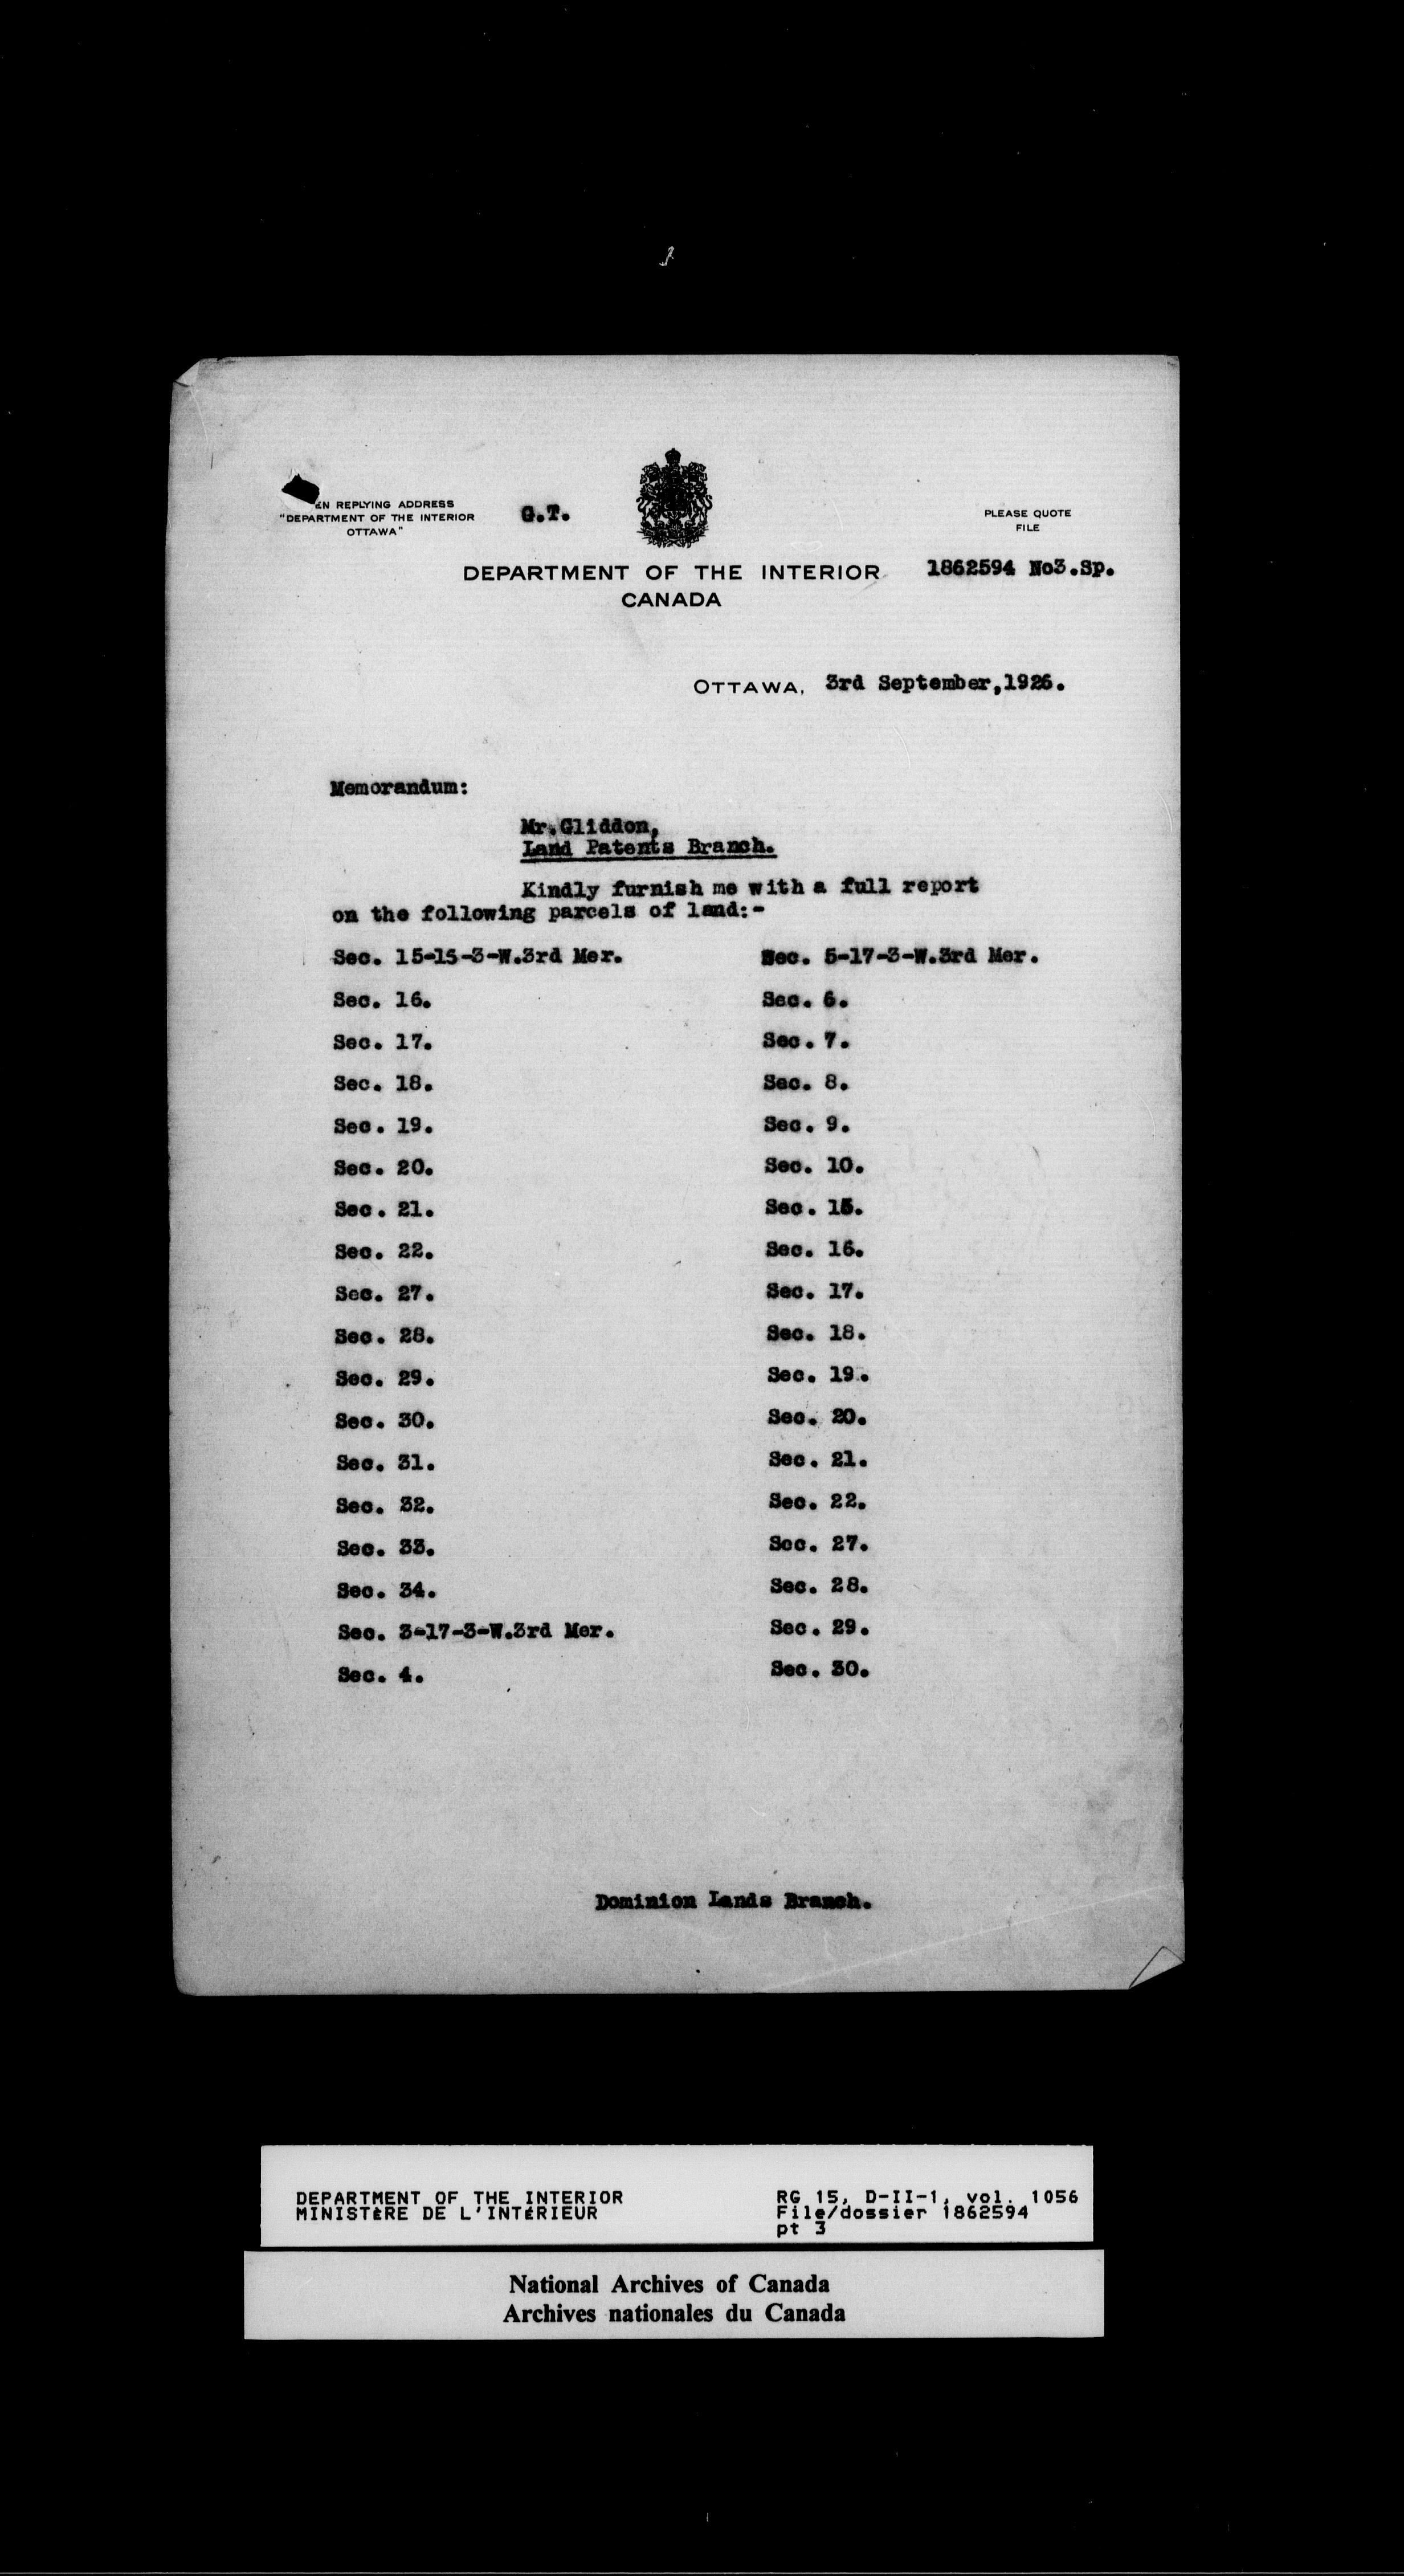 EN REPLYING ADDRESS
"DEPARTMENT OF THE INTERIOR
OTTAWA"
G.T.
PLEASE QUOTE
FILE
DEPARTMENT OF THE INTERIOR
1862594 No3.Sp.
CANADA
OTTAWA, 3rd September,1926.
Memorandum:
Mr.Gliddon,
Land Patents Branch.
Kindly furnish me with a full report
on the following parcels of land:-
Sec. 15-15-3-W.3rd Mer.
Sec. 16.
Sec. 17.
Sec. 18.
Sec. 19.
Sec. 20.
Sec. 21.
Sec. 22.
Sec. 27.
Sec. 28.
Sec. 29.
Sec. 30.
Sec. 31.
Sec. 32.
Sec. 33.
Sec. 34.
Sec. 3-17-3-W.3rd Mer.
Sec. 4.
Sec. 5-17-3-W.3rd Mer.
Sec. 6.
Sec. 7.
Sec. 8.
Sec. 9.
Sec. 10.
Sec. 15.
Sec. 16.
Sec. 17.
Sec. 18.
Sec. 19.
Sec. 20.
Sec. 21.
Sec. 22.
Sec. 27.
Sec. 28.
Sec. 29.
Sec. 30.
Dominion Lands Branch.
DEPARTMENT OF THE INTERIOR
MINISTÈRE DE L'INTÉRIEUR
RG 15, D-II-1, vol. 1056
File/dossier 1862594
pt 3
National Archives of Canada
Archives nationales du Canada